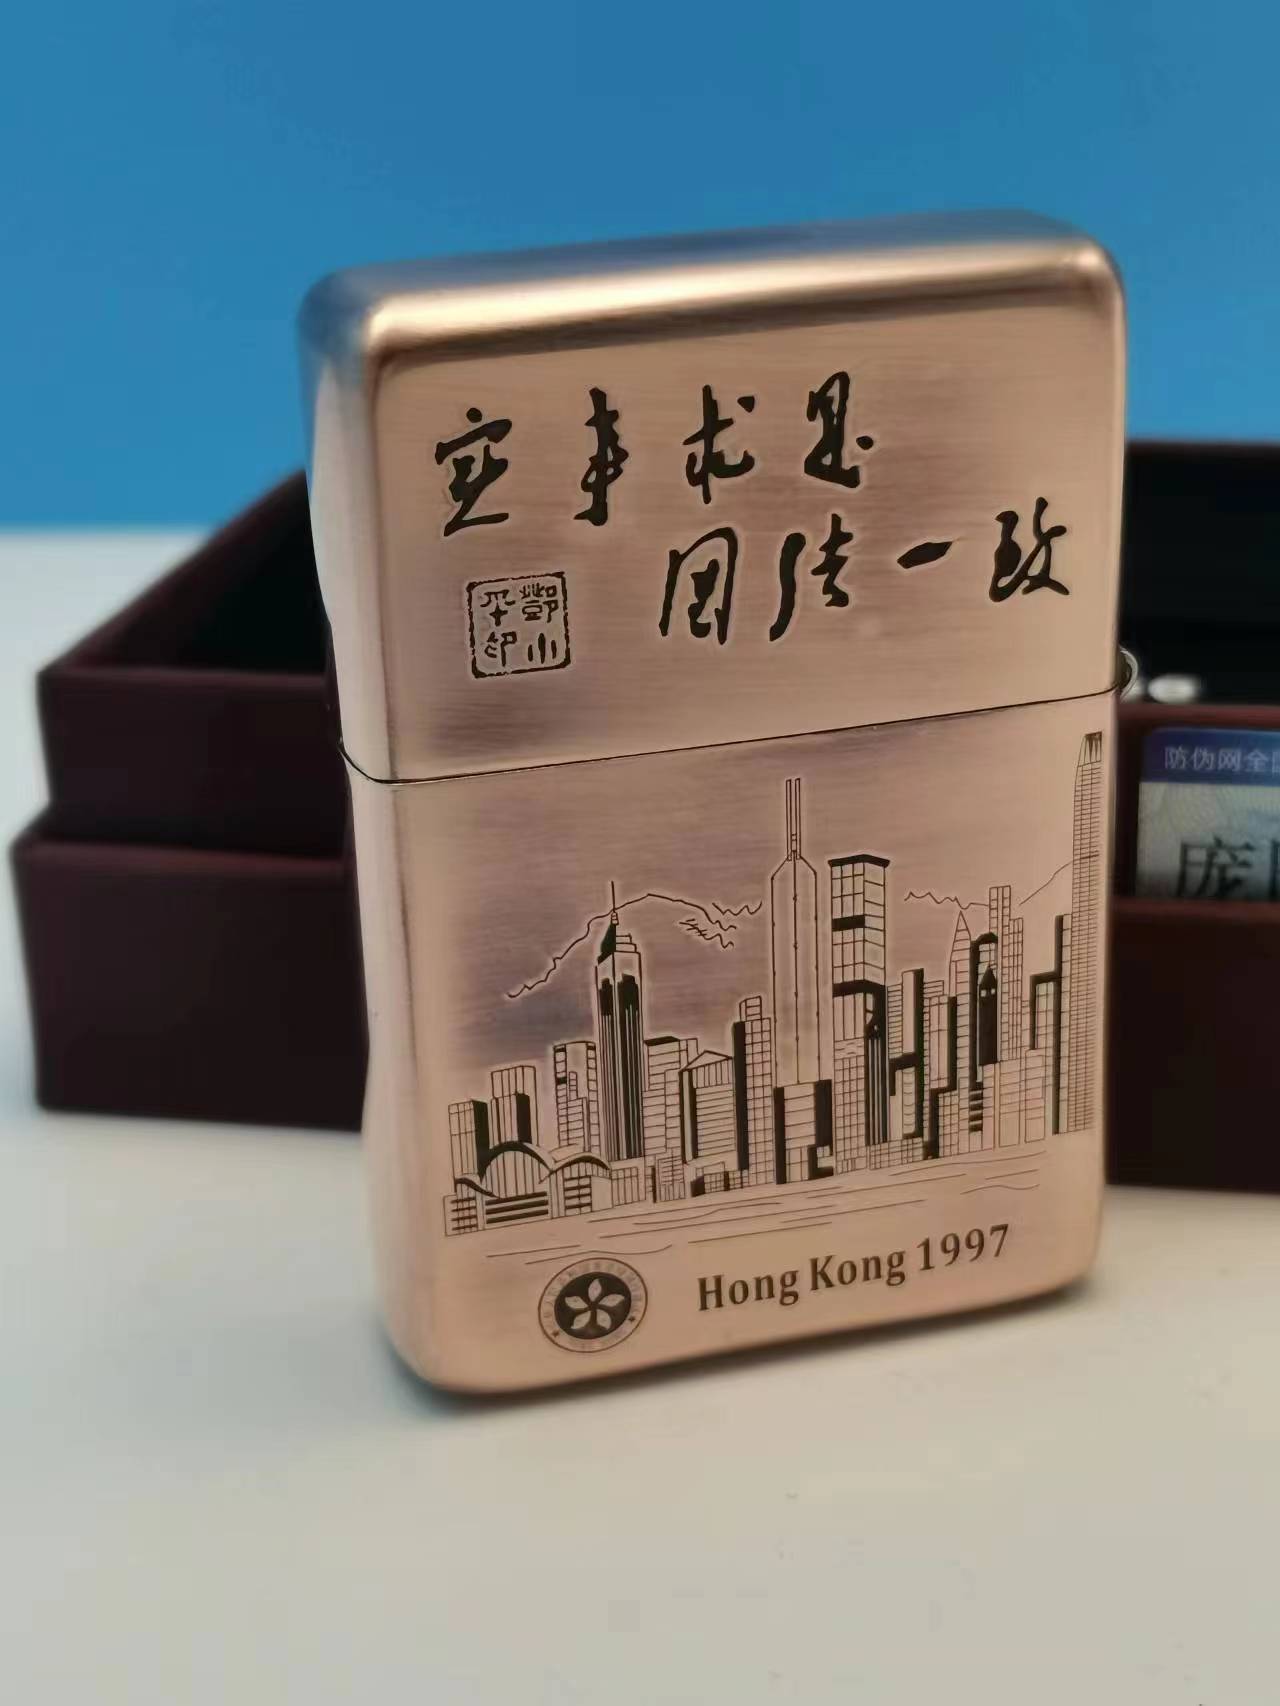 实事求是
团结一致
邓小
平印
Hong Kong 1997
防伪网全
庞